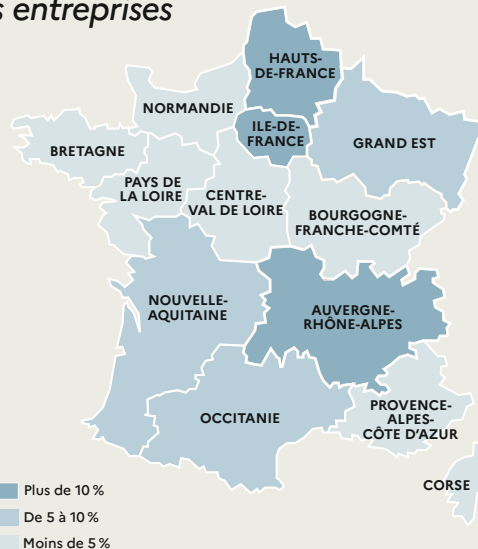 entreprises
HAUTS-
DE-FRANCE
NORMANDIE
ILE-DE-
FRANCE
GRAND EST
BRETAGNE
PAYS DE
LA LOIRE
CENTRE-
VAL DE LOIRE
BOURGOGNE-
FRANCHE-COMTÉ
NOUVELLE-
AQUITAINE
AUVERGNE-
RHÔNE-ALPES
OCCITANIE
PROVENCE-
ALPES-
CÔTE D'AZUR
CORSE
Plus de 10 %
De 5 à 10 %
Moins de 5 %